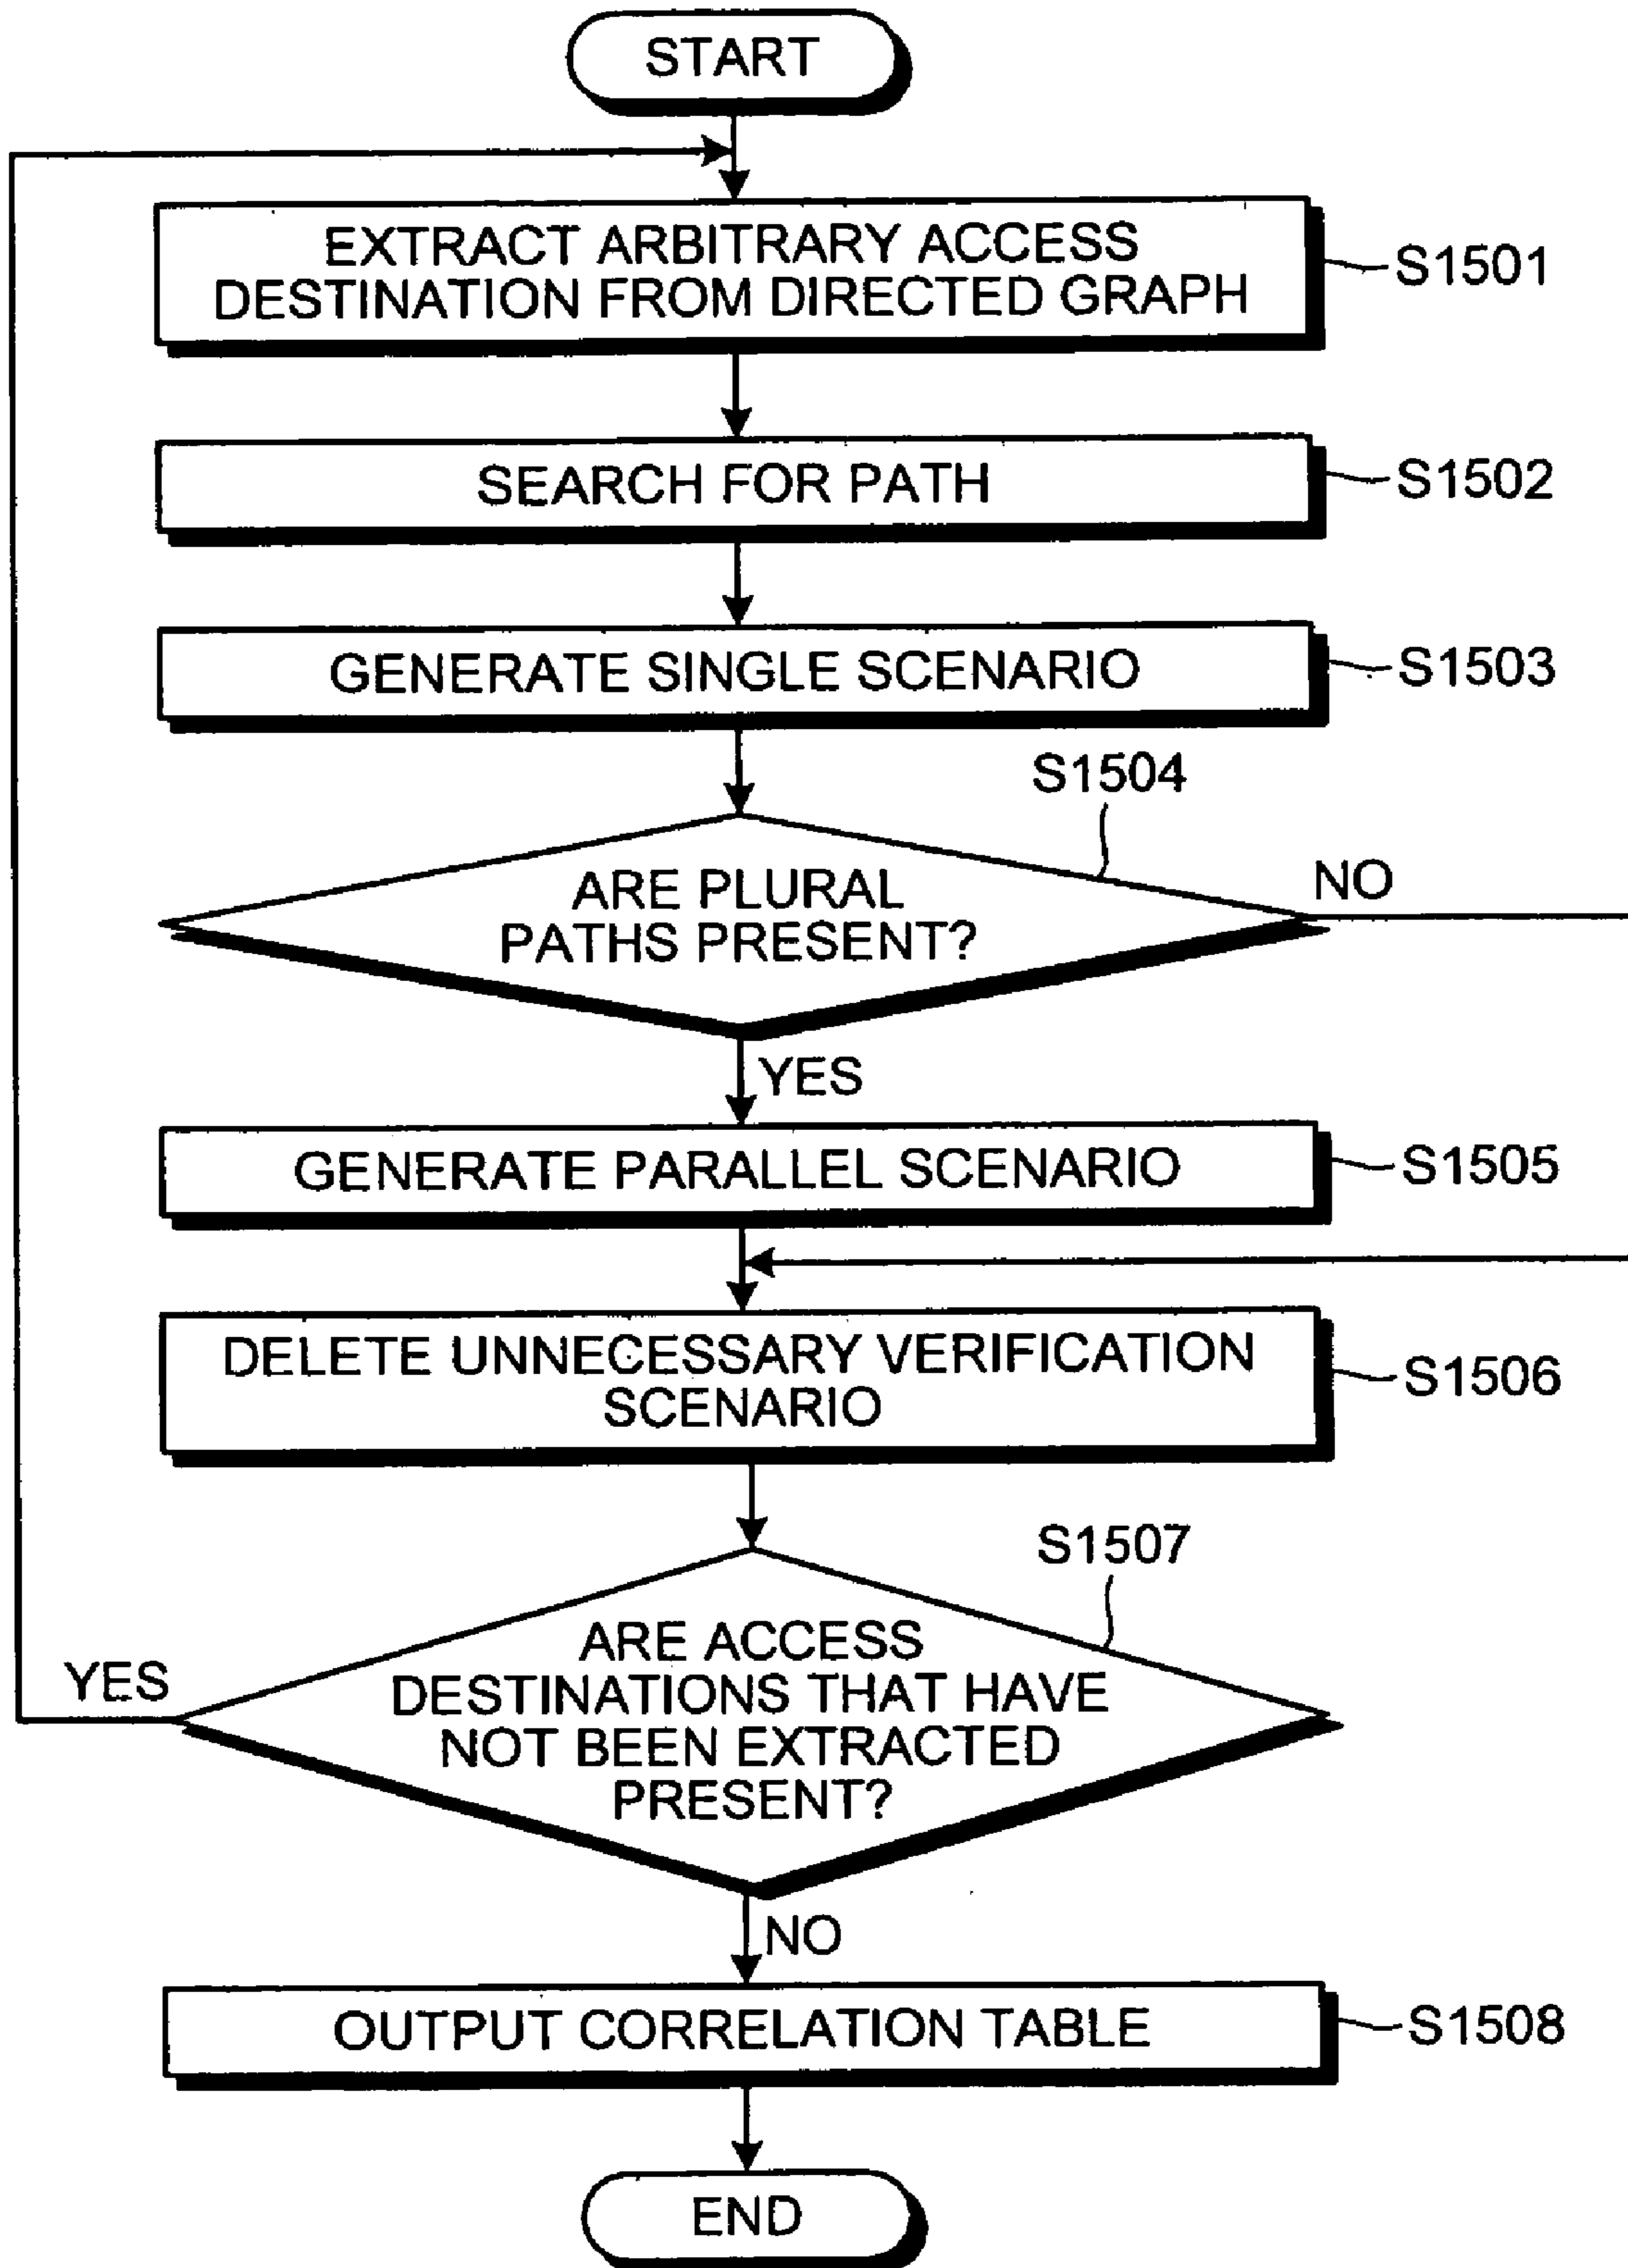 START
EXTRACT ARBITRARY ACCESS
DESTINATION FROM DIRECTED GRAPH
S1501
SEARCH FOR PATH
S1502
GENERATE SINGLE SCENARIO
S1503
S1504
ARE PLURAL
PATHS PRESENT?
NO
YES
GENERATE PARALLEL SCENARIO
S1505
DELETE UNNECESSARY VERIFICATION
SCENARIO
S1506
S1507
ARE ACCESS
DESTINATIONS THAT HAVE
NOT BEEN EXTRACTED
PRESENT?
YES
NO
OUTPUT CORRELATION TABLE
S1508
END